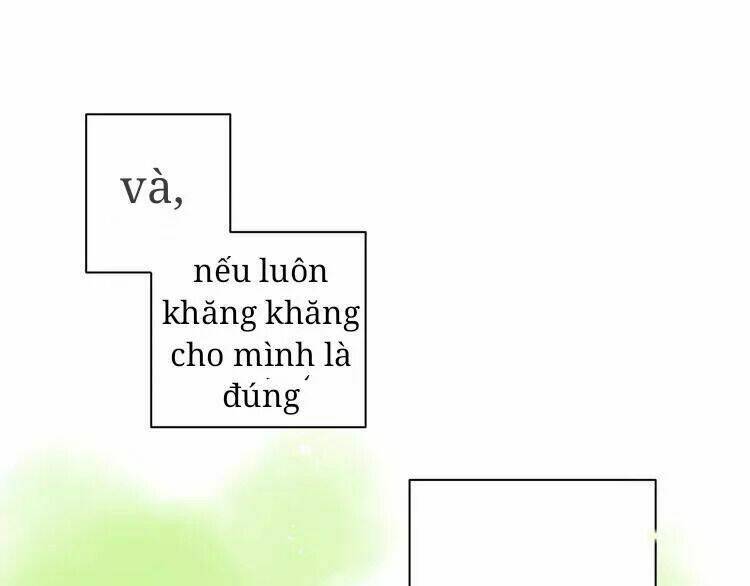 và,
nếu luôn
khăng khăng
cho mình là
đúng